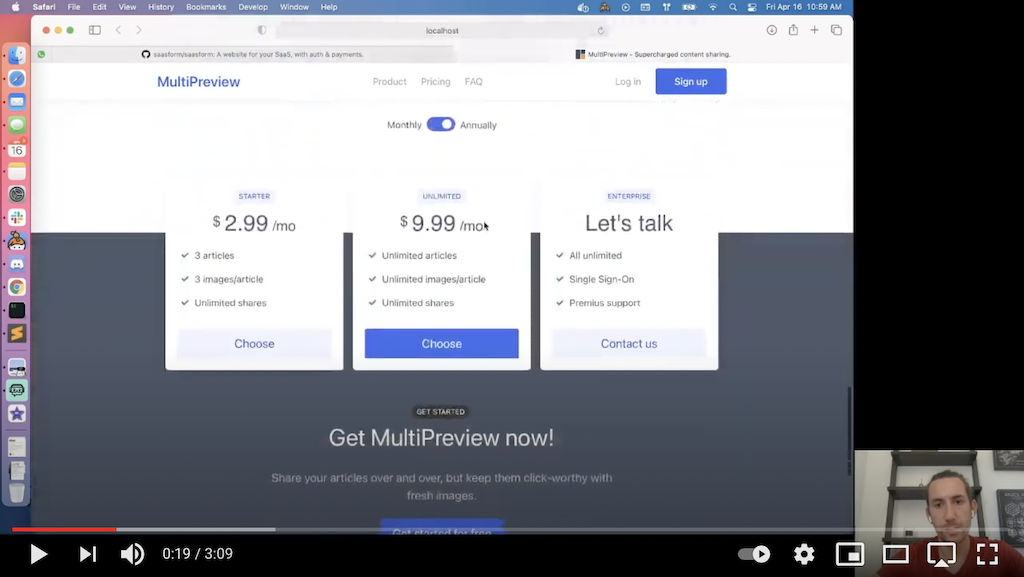 Safari File Edit View History Bookmarks Develop Window Help Fri Apr 16 10:59 AM
localhost
saasform/saasform: A website for your SaaS, with auth & payments.
MultiPreview – Supercharged content sharing.
MultiPreview Product Pricing FAQ Log in Sign up
Monthly Annually
16
STARTER
$ 2.99 /mo
3 articles
3 images/article
Unlimited shares
Choose
UNLIMITED
$ 9.99 /mo
Unlimited articles
Unlimited images/article
Unlimited shares
Choose
ENTERPRISE
Let's talk
All unlimited
Single Sign-On
Premius support
Contact us
GET STARTED
Get MultiPreview now!
Share your articles over and over, but keep them click-worthy with
fresh images.
Get started for free
0:19 / 3:09